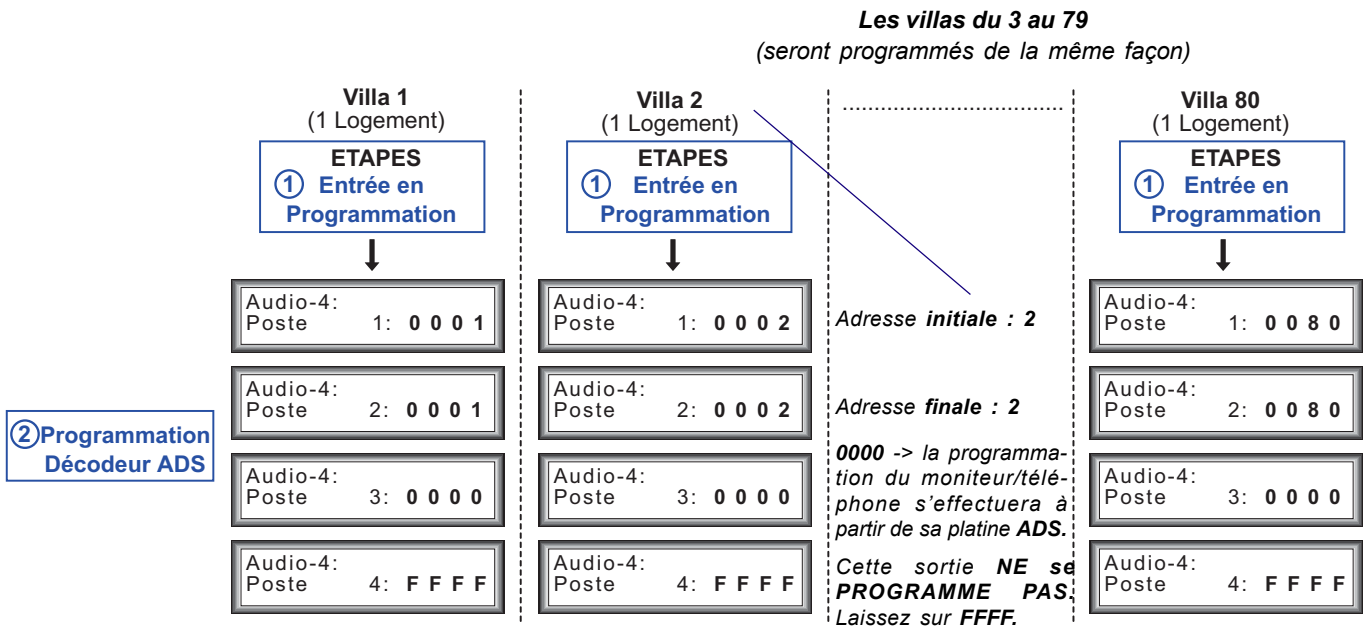 Les villas du 3 au 79
(seront programmés de la même façon)
Villa 1
(1 Logement)
ETAPES
1 Entrée en
Programmation
Audio-4:
Poste 1: 0 0 0 1
Audio-4:
Poste 2: 0 0 0 1
Audio-4:
Poste 3: 0 0 0 0
Audio-4:
Poste 4: F F F F
2 Programmation
Décodeur ADS
Villa 2
(1 Logement)
ETAPES
1 Entrée en
Programmation
Audio-4:
Poste 1: 0 0 0 2
Audio-4:
Poste 2: 0 0 0 2
Audio-4:
Poste 3: 0 0 0 0
Audio-4:
Poste 4: F F F F
...................................
Adresse initiale : 2
Adresse finale : 2
0000 -> la programma-
tion du moniteur/télé-
phone s'effectuera à
partir de sa platine ADS.
Cette sortie NE se
PROGRAMME PAS.
Laissez sur FFFF.
Villa 80
(1 Logement)
ETAPES
1 Entrée en
Programmation
Audio-4:
Poste 1: 0 0 8 0
Audio-4:
Poste 2: 0 0 8 0
Audio-4:
Poste 3: 0 0 0 0
Audio-4:
Poste 4: F F F F